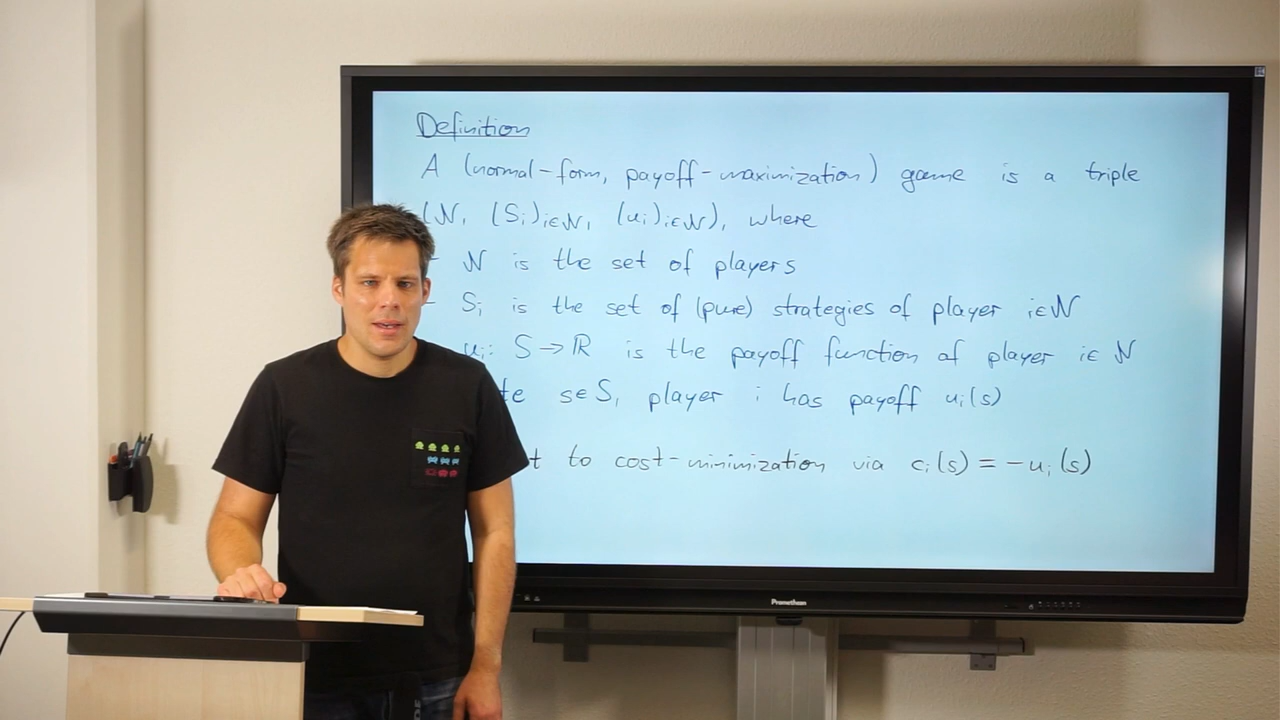 Definition
A (normal-form, payoff-maximization) game is a triple
(N, (Sᵢ)ᵢ∈N, (uᵢ)ᵢ∈N), where
- N is the set of players
- Sᵢ is the set of (pure) strategies of player i∈N
uᵢ: S→ℝ is the payoff function of player i∈N
s∈S, player i has payoff uᵢ(s)
to cost-minimization via cᵢ(s) = -uᵢ(s)
Promethean